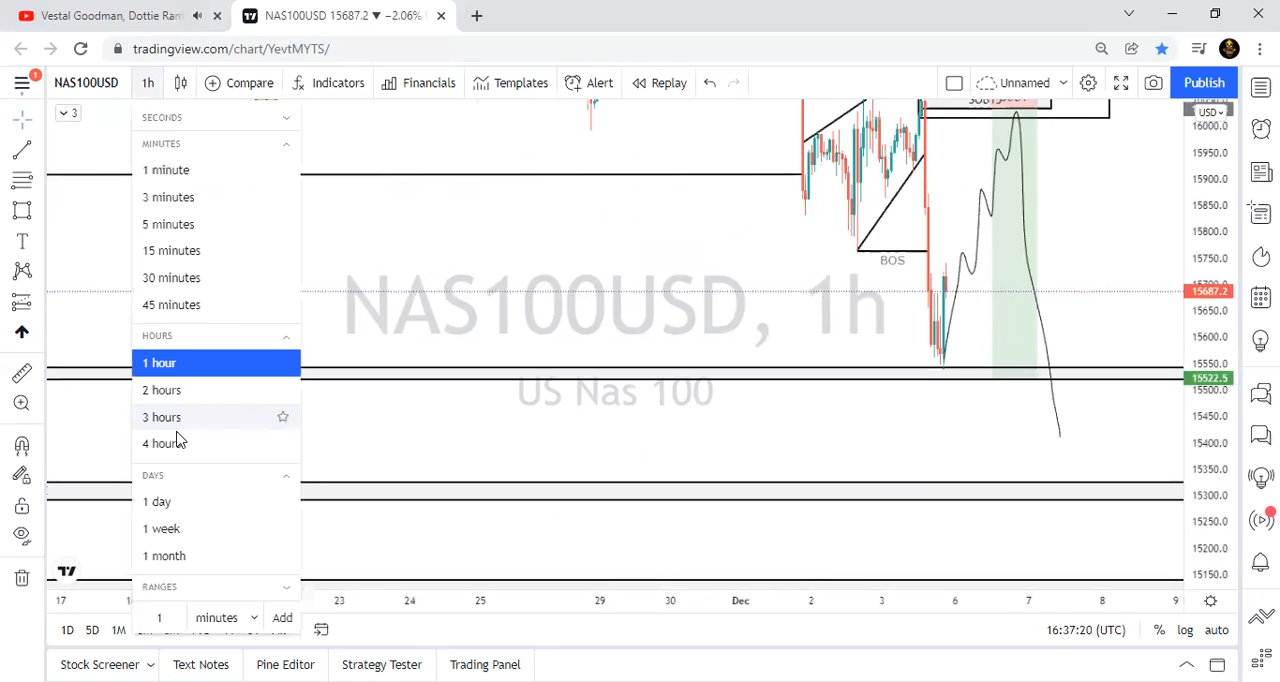 Vestal Goodman, Dottie Ram
NAS100USD 15687.2 ▼ −2.06%
tradingview.com/chart/YevtMYTS/
1
NAS100USD 1h Compare Indicators Financials Templates Alert Replay Unnamed Publish
3
SECONDS
MINUTES
minute
3 minutes
5 minutes
15 minutes
30 minutes
45 minutes
HOURS
1 hour
2 hours
3 hours
4 hour
DAYS
1 day
1 week
1 month
RANGES
1 minutes Add
NAS100USD, 1h
US Nas 100
BOS
USD
16000.0
15950.0
15900.0
15850.0
15800.0
15750.0
15687.2
15650.0
15600.0
15550.0
15522.5
15500.0
15450.0
15400.0
15350.0
15300.0
15250.0
15200.0
15150.0
17 23 24 25 29 30 Dec 2 3 6 7 8 9
1D 5D 1M 16:37:20 (UTC) % log auto
Stock Screener Text Notes Pine Editor Strategy Tester Trading Panel